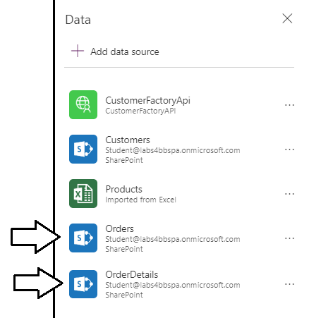 Data
Add data source
CustomerFactoryApi
CustomerFactoryAPI
Customers
Student@labs4bbspa.onmicrosoft.com
SharePoint
Products
Imported from Excel
Orders
Student@labs4bbspa.onmicrosoft.com
SharePoint
OrderDetails
Student@labs4bbspa.onmicrosoft.com
SharePoint